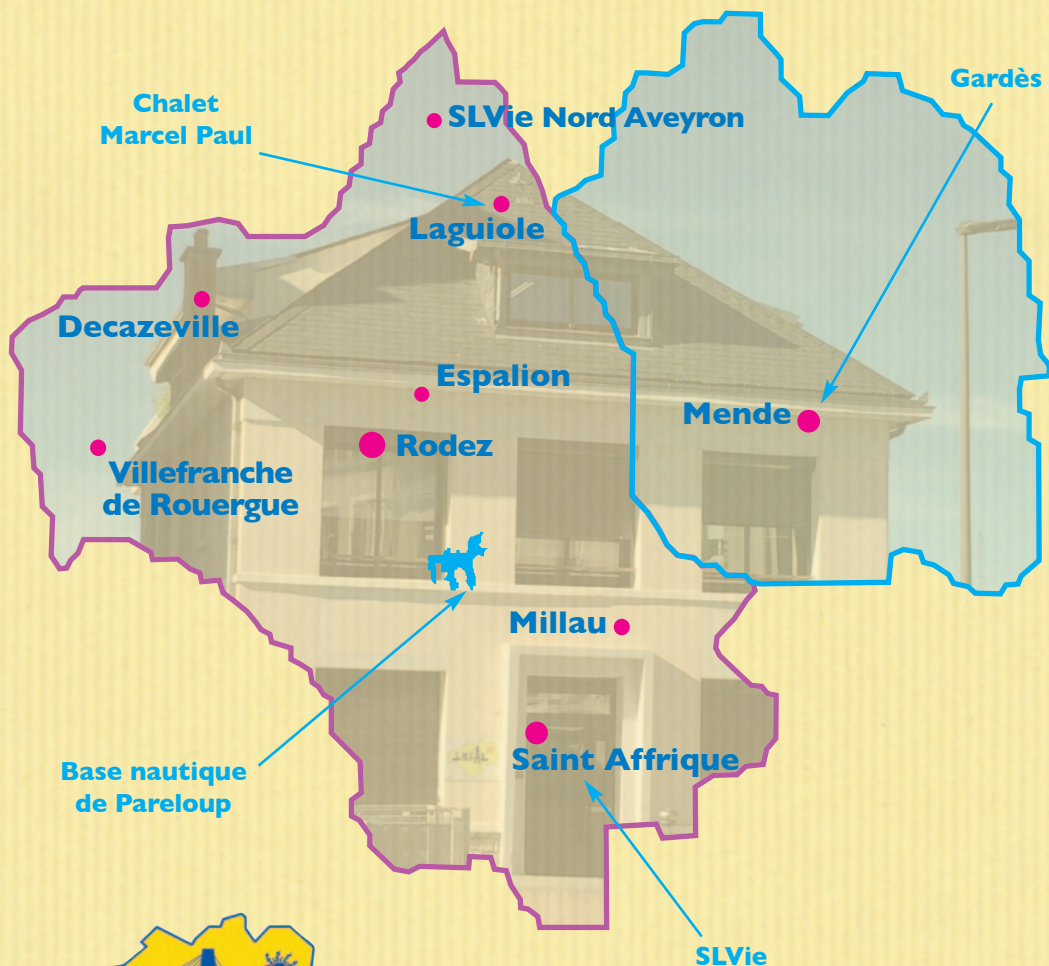 Gardès
Chalet
Marcel Paul
SLVie Nord Aveyron
Laguiole
Decazeville
Espalion
Mende
Rodez
Villefranche
de Rouergue
Millau
Saint Affrique
Base nautique
de Pareloup
SLVie